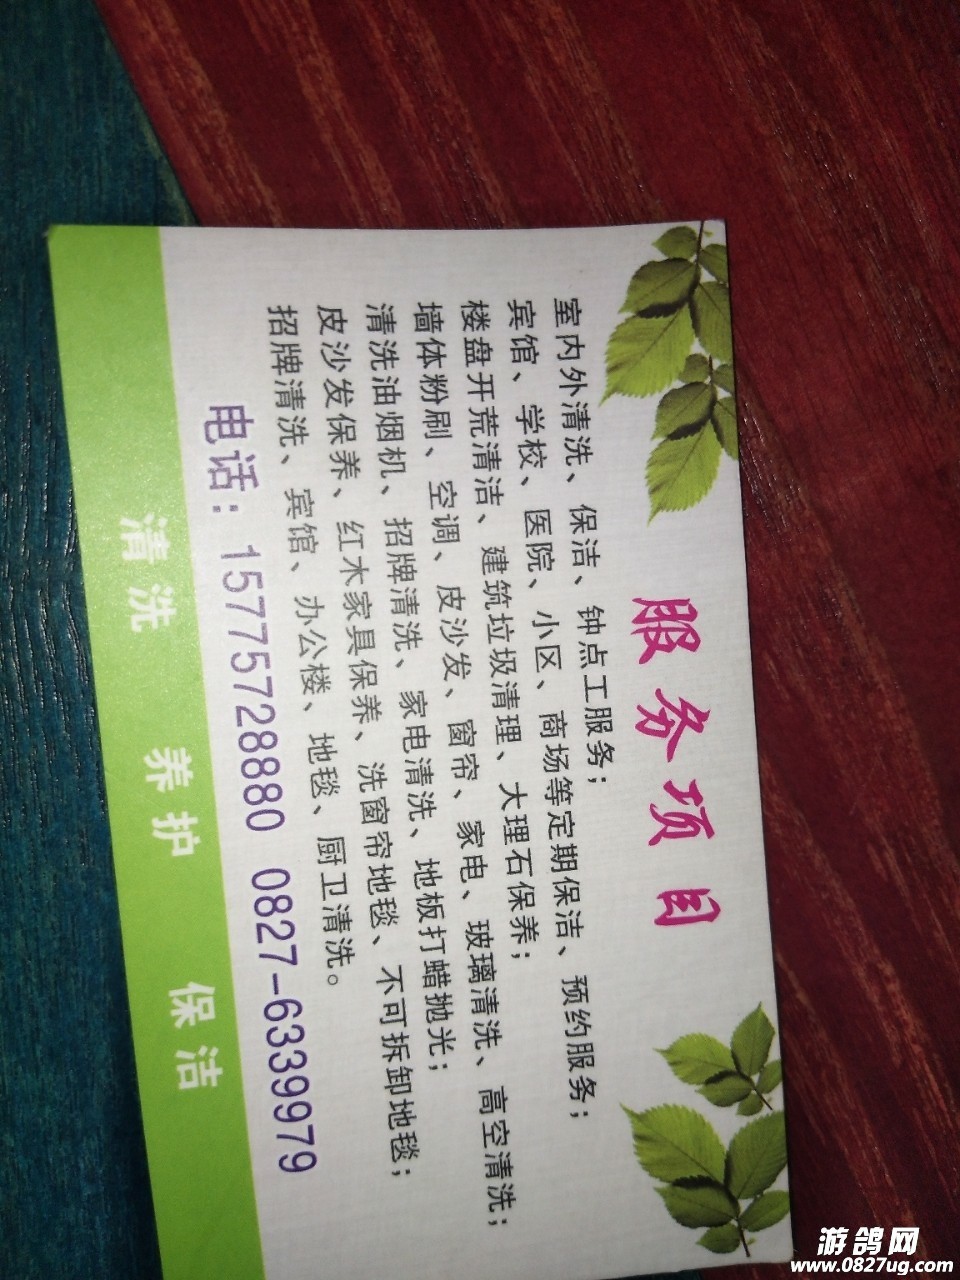 服务项目
室内外清洗、保洁、钟点工服务；
宾馆、学校、医院、小区、商场等定期保洁、预约服务；
楼盘开荒清洁、建筑垃圾清理、大理石保养；
墙体粉刷、空调、皮沙发、窗帘、家电、玻璃清洗、高空清洗；
清洗油烟机、招牌清洗、家电清洗、地板打蜡抛光；
皮沙发保养、红木家具保养、洗窗帘地毯、不可拆卸地毯；
招牌清洗、宾馆、办公楼、地毯、厨卫清洗。
电话：15775728880 0827-6339979
清洗 养护 保洁
游鸽网
www.0827ug.com